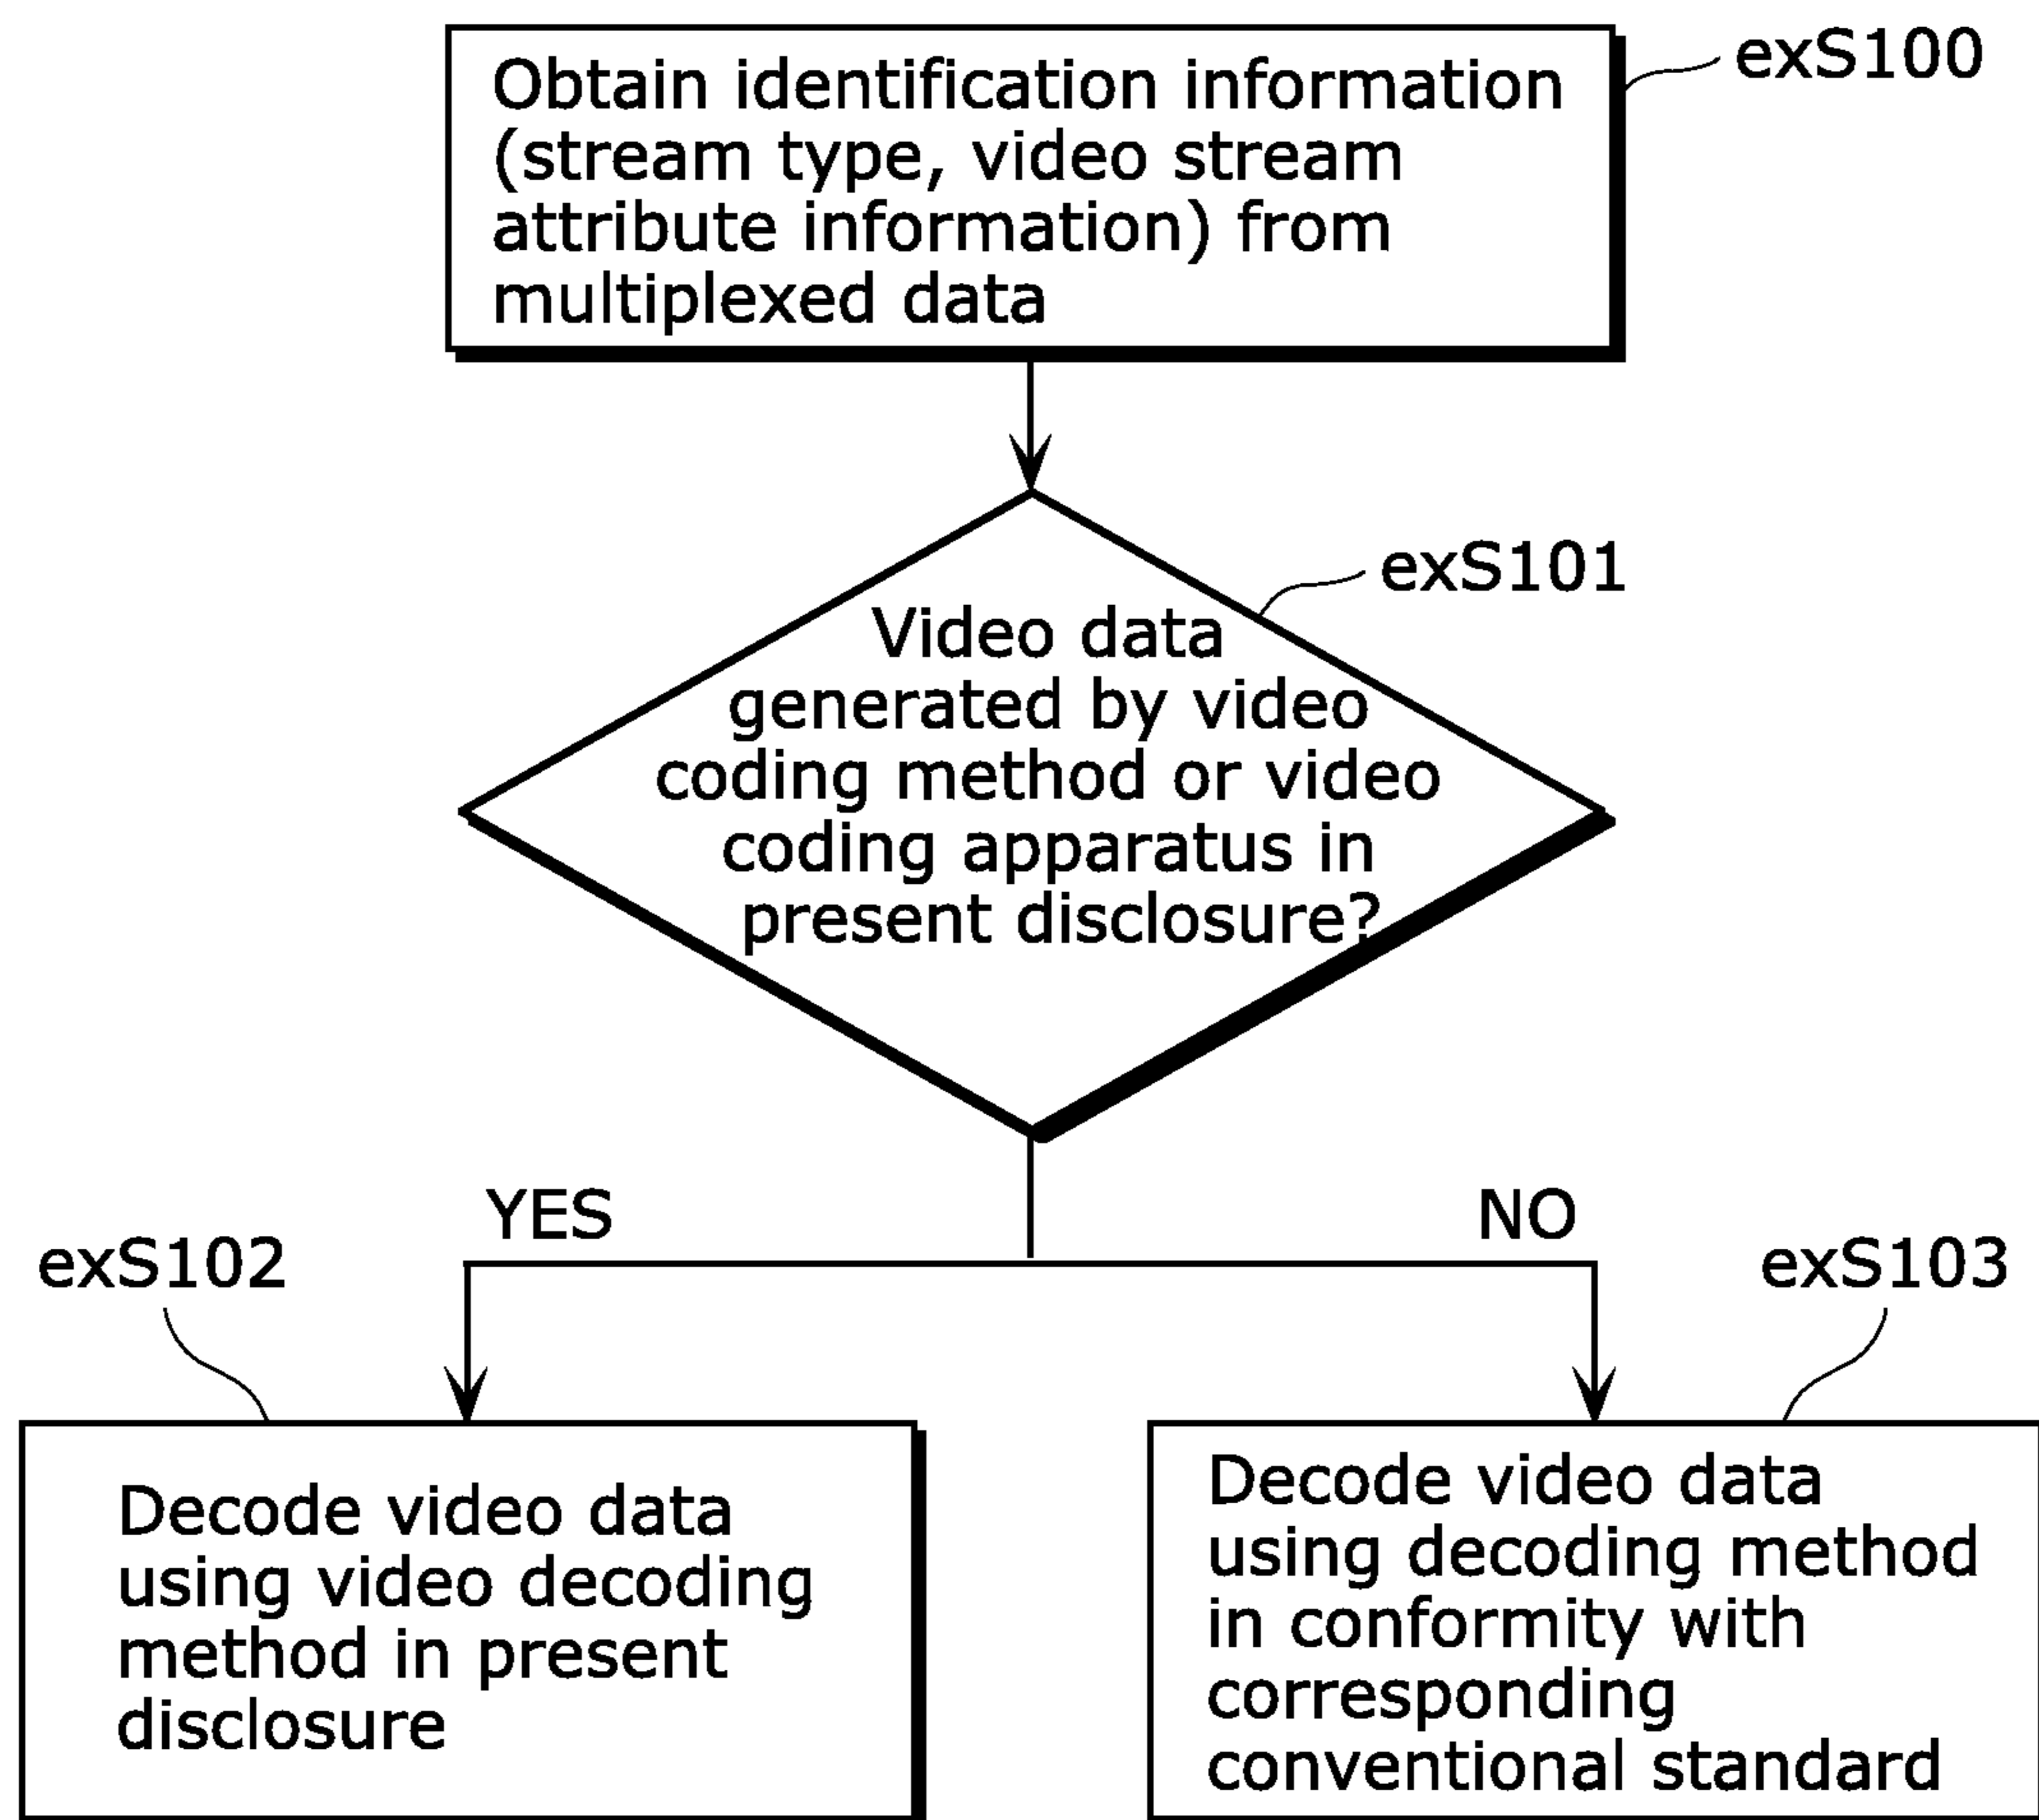 Obtain identification information
(stream type, video stream
attribute information) from
multiplexed data
exS100
exS101
Video data
generated by video
coding method or video
coding apparatus in
present disclosure?
YES
NO
exS102
exS103
Decode video data
using video decoding
method in present
disclosure
Decode video data
using decoding method
in conformity with
corresponding
conventional standard